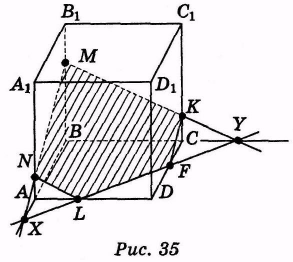 B₁ C₁
M
A₁ D₁
K
B C Y
N F
A L D
X
Рис. 35